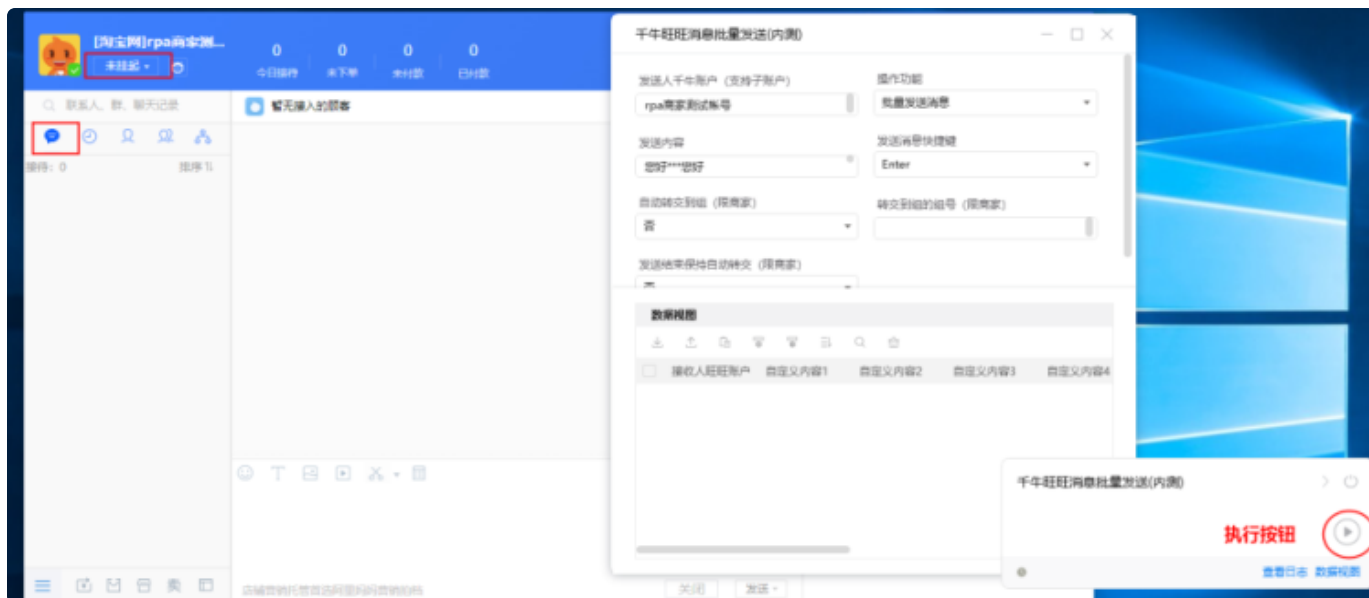 [淘宝网]rpa商家测...
未挂起
0 0 0 0
今日接待 未下单 未付款 已付款
联系人、群、聊天记录
暂无接入的顾客
接待: 0 排序
关闭 发送
千牛旺旺消息批量发送(内测)
发送人千牛账户（支持子账户） 操作功能
rpa商家测试帐号 批量发送消息
发送内容 发送消息快捷键
您好***您好 Enter
自动转交到组（限商家） 转交到组的组号（限商家）
否
发送结束保持自动转交（限商家）
否
数据视图
接收人旺旺账户 自定义内容1 自定义内容2 自定义内容3 自定义内容4
千牛旺旺消息批量发送(内测)
执行按钮
查看日志 数据视图